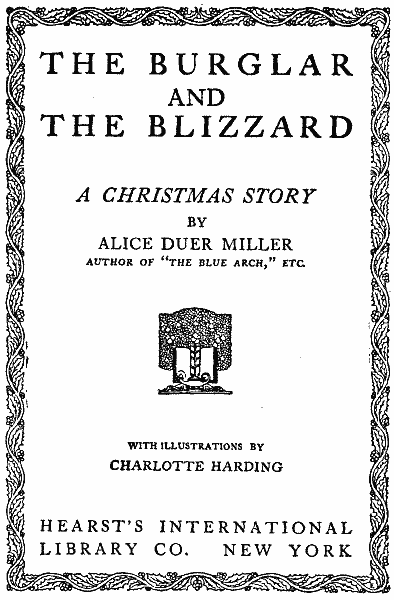 THE BURGLAR
AND
THE BLIZZARD
A CHRISTMAS STORY
BY
ALICE DUER MILLER
AUTHOR OF "THE BLUE ARCH," ETC.
WITH ILLUSTRATIONS BY
CHARLOTTE HARDING
HEARST'S INTERNATIONAL
LIBRARY CO. NEW YORK